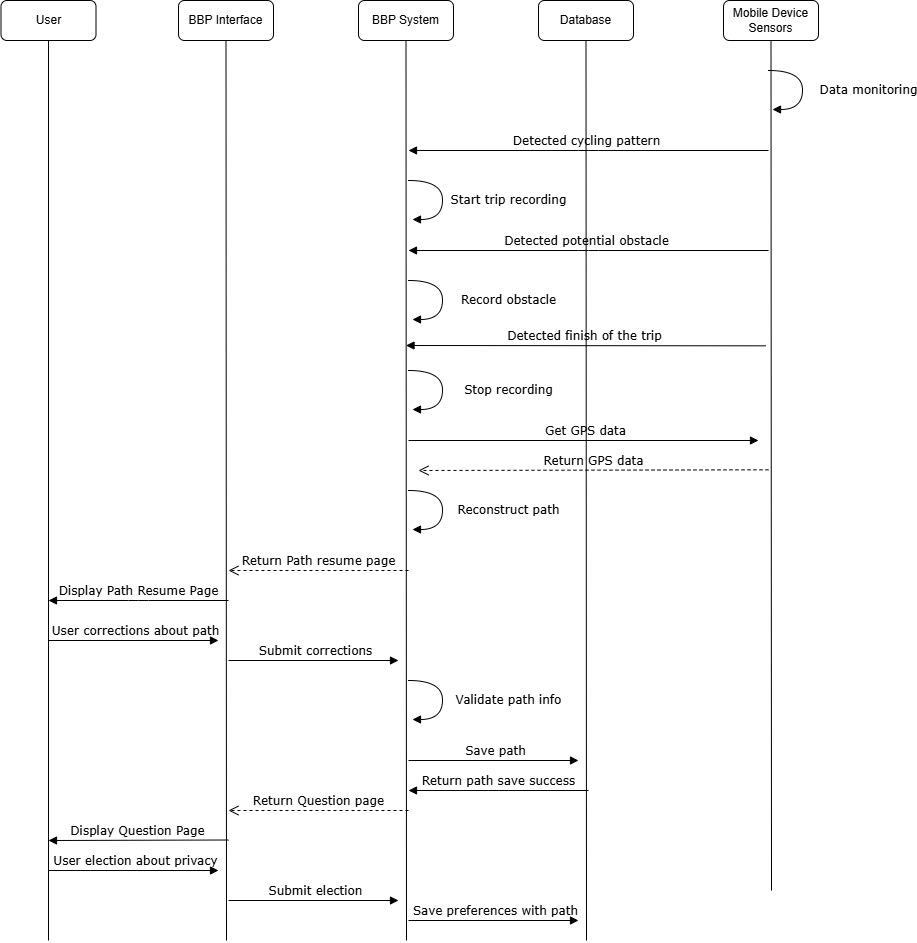 User
BBP Interface
BBP System
Database
Mobile Device
Sensors
Data monitoring
Detected cycling pattern
Start trip recording
Detected potential obstacle
Record obstacle
Detected finish of the trip
Stop recording
Get GPS data
Return GPS data
Reconstruct path
Return Path resume page
Display Path Resume Page
User corrections about path
Submit corrections
Validate path info
Save path
Return path save success
Return Question page
Display Question Page
User election about privacy
Submit election
Save preferences with path